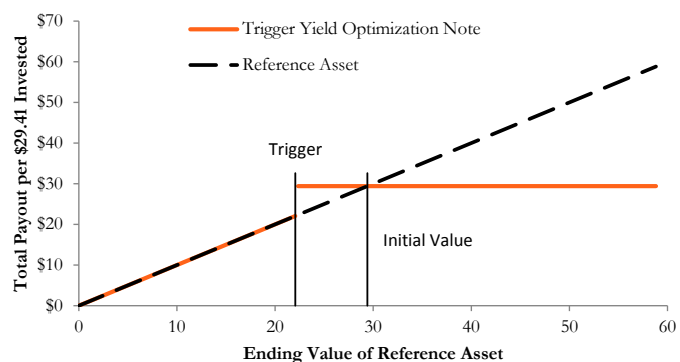 $70
$60
$50
$40
$30
$20
$10
$0
Total Payout per $29.41 Invested
Trigger Yield Optimization Note
Reference Asset
Trigger
Initial Value
0 10 20 30 40 50 60
Ending Value of Reference Asset